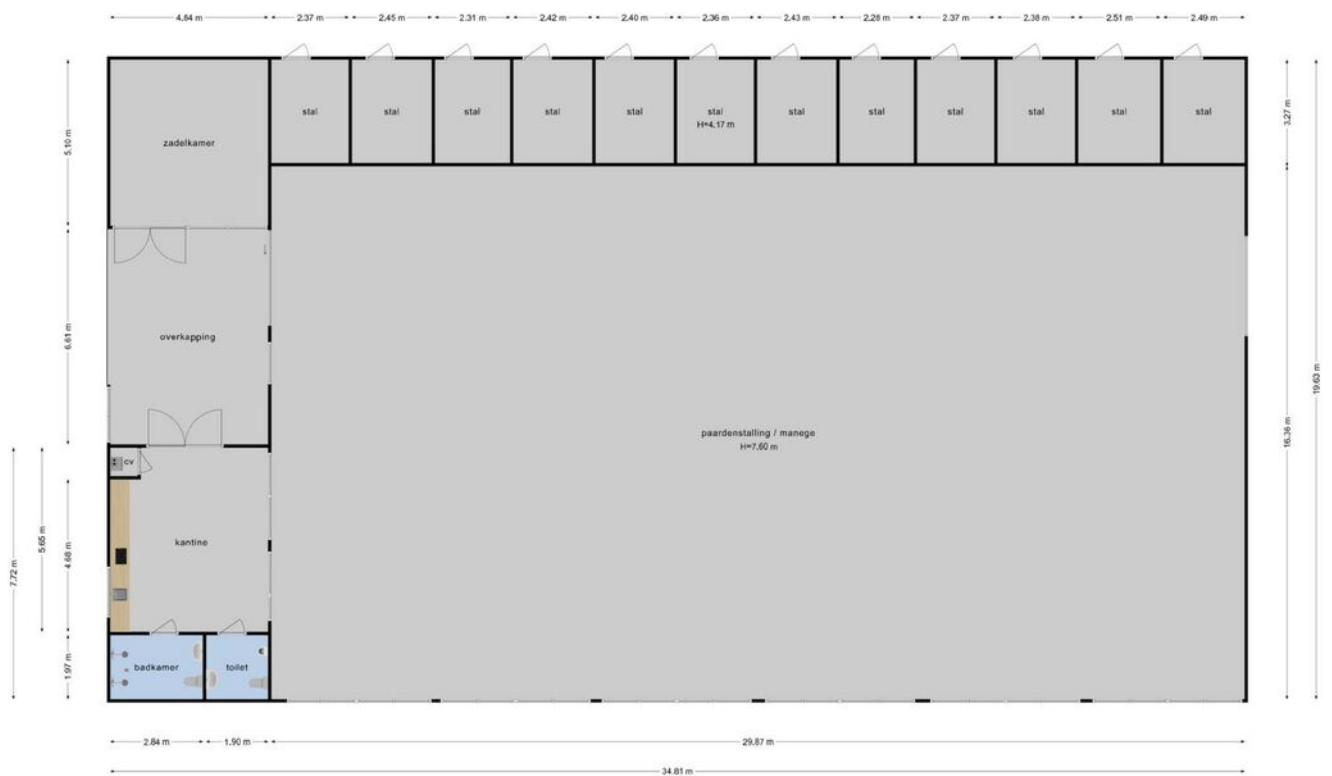 4.84 m
2.37 m
2.45 m
2.31 m
2.42 m
2.40 m
2.36 m
2.43 m
2.28 m
2.37 m
2.38 m
2.51 m
2.49 m
stal
stal
stal
stal
stal
stal
H=4.17 m
stal
stal
stal
stal
stal
stal
zadelkamer
5.10 m
3.27 m
overkapping
6.61 m
19.63 m
16.36 m
paardenstalling / manege
H=7.60 m
cv
kantine
7.72 m
5.65 m
4.68 m
badkamer
toilet
1.97 m
2.84 m
1.90 m
29.87 m
34.81 m